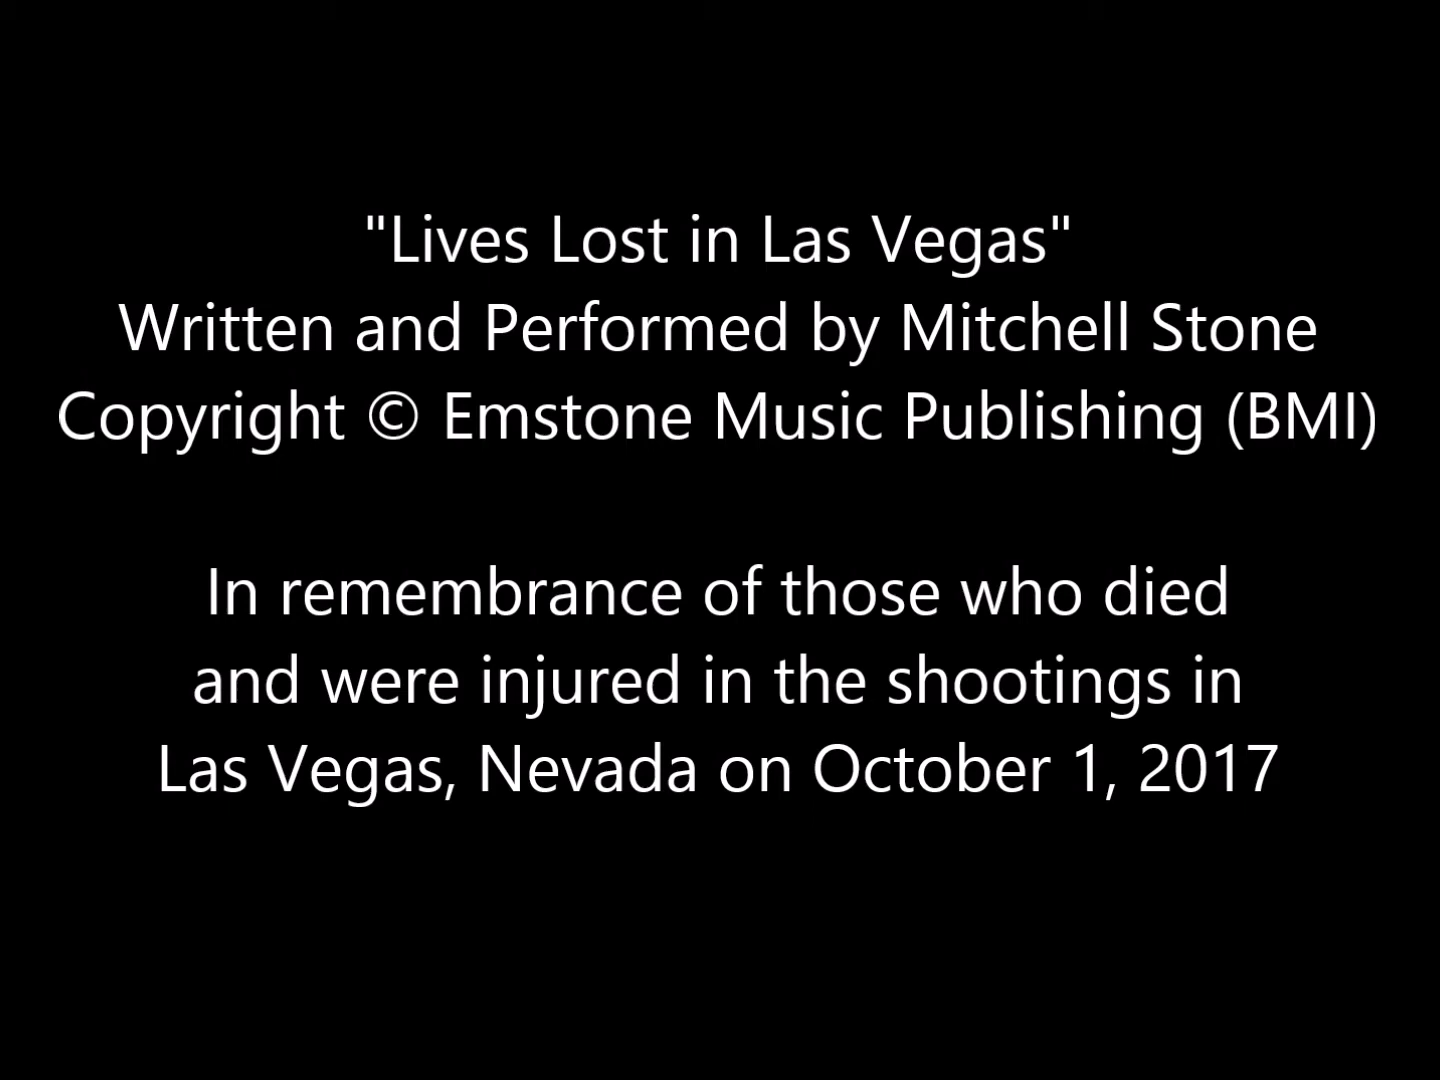 "Lives Lost in Las Vegas"
Written and Performed by Mitchell Stone
Copyright © Emstone Music Publishing (BMI)
In remembrance of those who died
and were injured in the shootings in
Las Vegas, Nevada on October 1, 2017